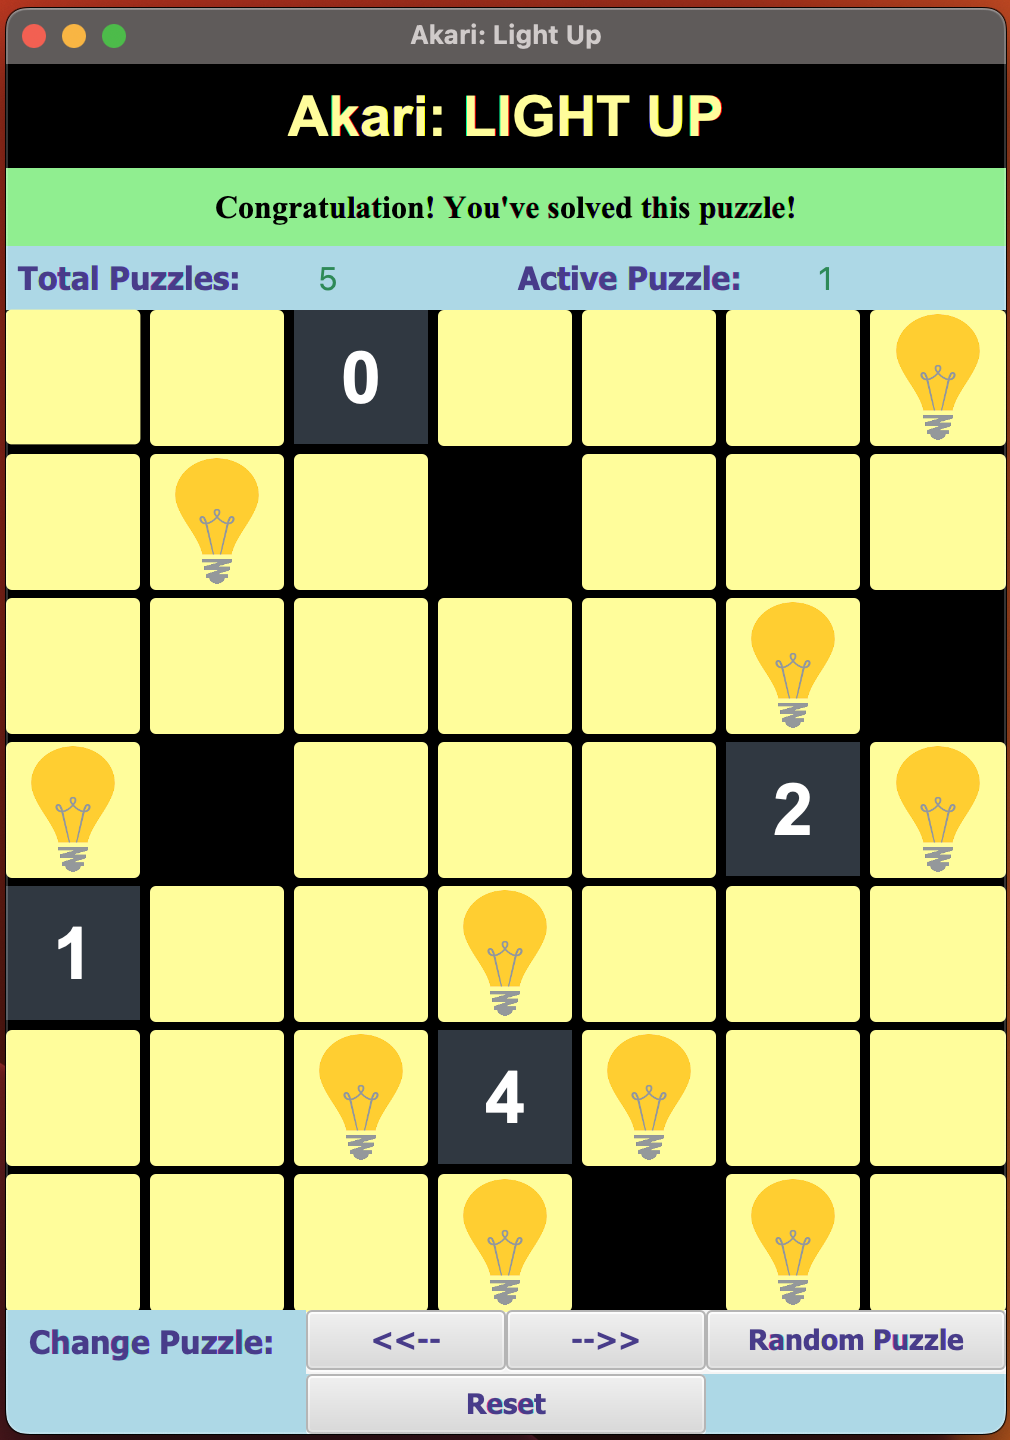 Akari: Light Up
Akari: LIGHT UP
Congratulation! You've solved this puzzle!
Total Puzzles: 5 Active Puzzle: 1
0
2
1
4
Change Puzzle: <<-- -->> Random Puzzle
Reset